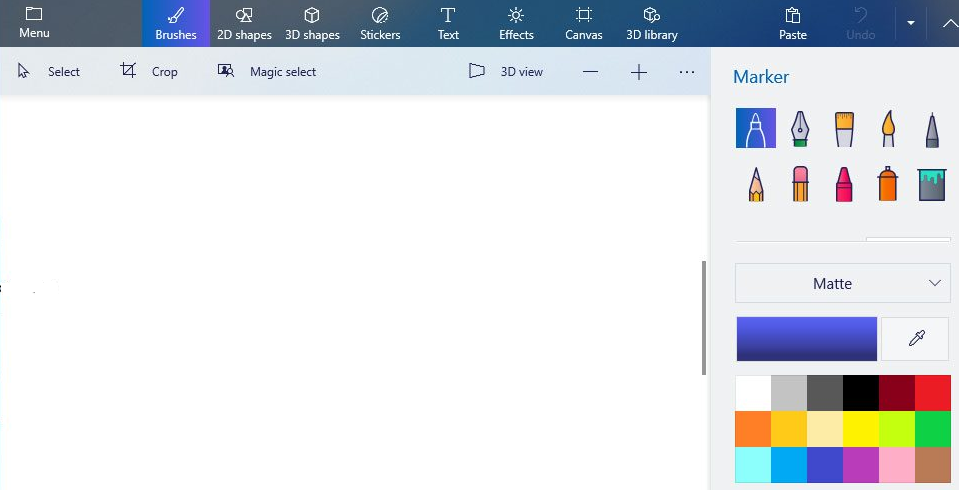 Menu
Brushes
2D shapes
3D shapes
Stickers
Text
Effects
Canvas
3D library
Paste
Undo
Select
Crop
Magic select
3D view
Marker
Matte